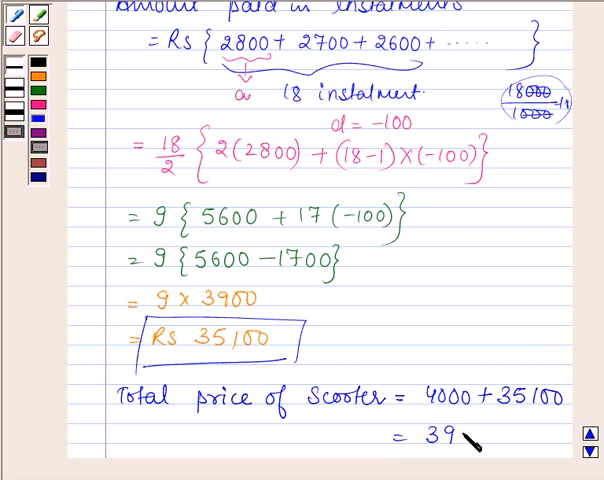 Amount paid in instalments
= Rs { 2800 + 2700 + 2600 + ...... }
a 18 instalment.
18000
1000 = 18
d = -100
= 18/2 { 2(2800) + (18-1) × (-100) }
= 9 { 5600 + 17 (-100) }
= 9 { 5600 - 1700 }
= 9 × 3900
= Rs 35100
Total price of Scooter = 4000 + 35100
= 39